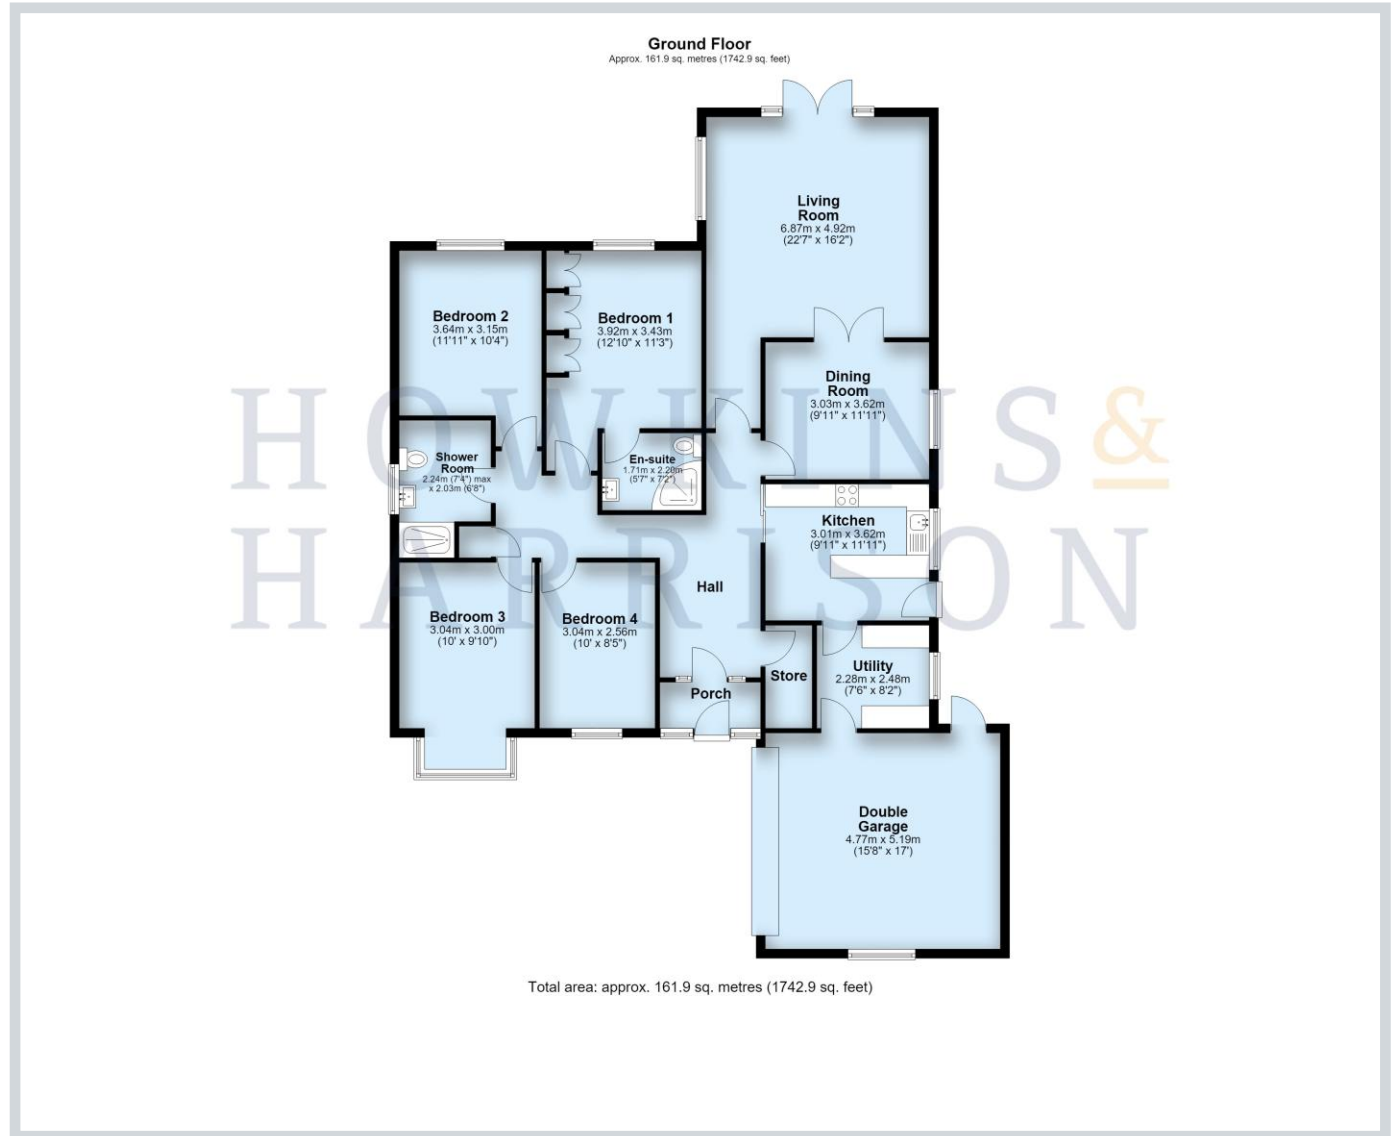 Ground Floor
Approx. 161.9 sq. metres (1742.9 sq. feet)
Living
Room
6.87m x 4.92m
(22'7" x 16'2")
Bedroom 2
3.64m x 3.15m
(11'11" x 10'4")
Bedroom 1
3.92m x 3.43m
(12'10" x 11'3")
Dining
Room
3.03m x 3.62m
(9'11" x 11'11")
HOWKINS &
HARRISON
Shower
Room
2.24m (7'4") max
x 2.03m (6'8")
En-suite
1.71m x 2.20m
(5'7" x 7'2")
Kitchen
3.01m x 3.62m
(9'11" x 11'11")
Hall
Bedroom 3
3.04m x 3.00m
(10' x 9'10")
Bedroom 4
3.04m x 2.56m
(10' x 8'5")
Porch
Store
Utility
2.28m x 2.48m
(7'6" x 8'2")
Double
Garage
4.77m x 5.19m
(15'8" x 17')
Total area: approx. 161.9 sq. metres (1742.9 sq. feet)